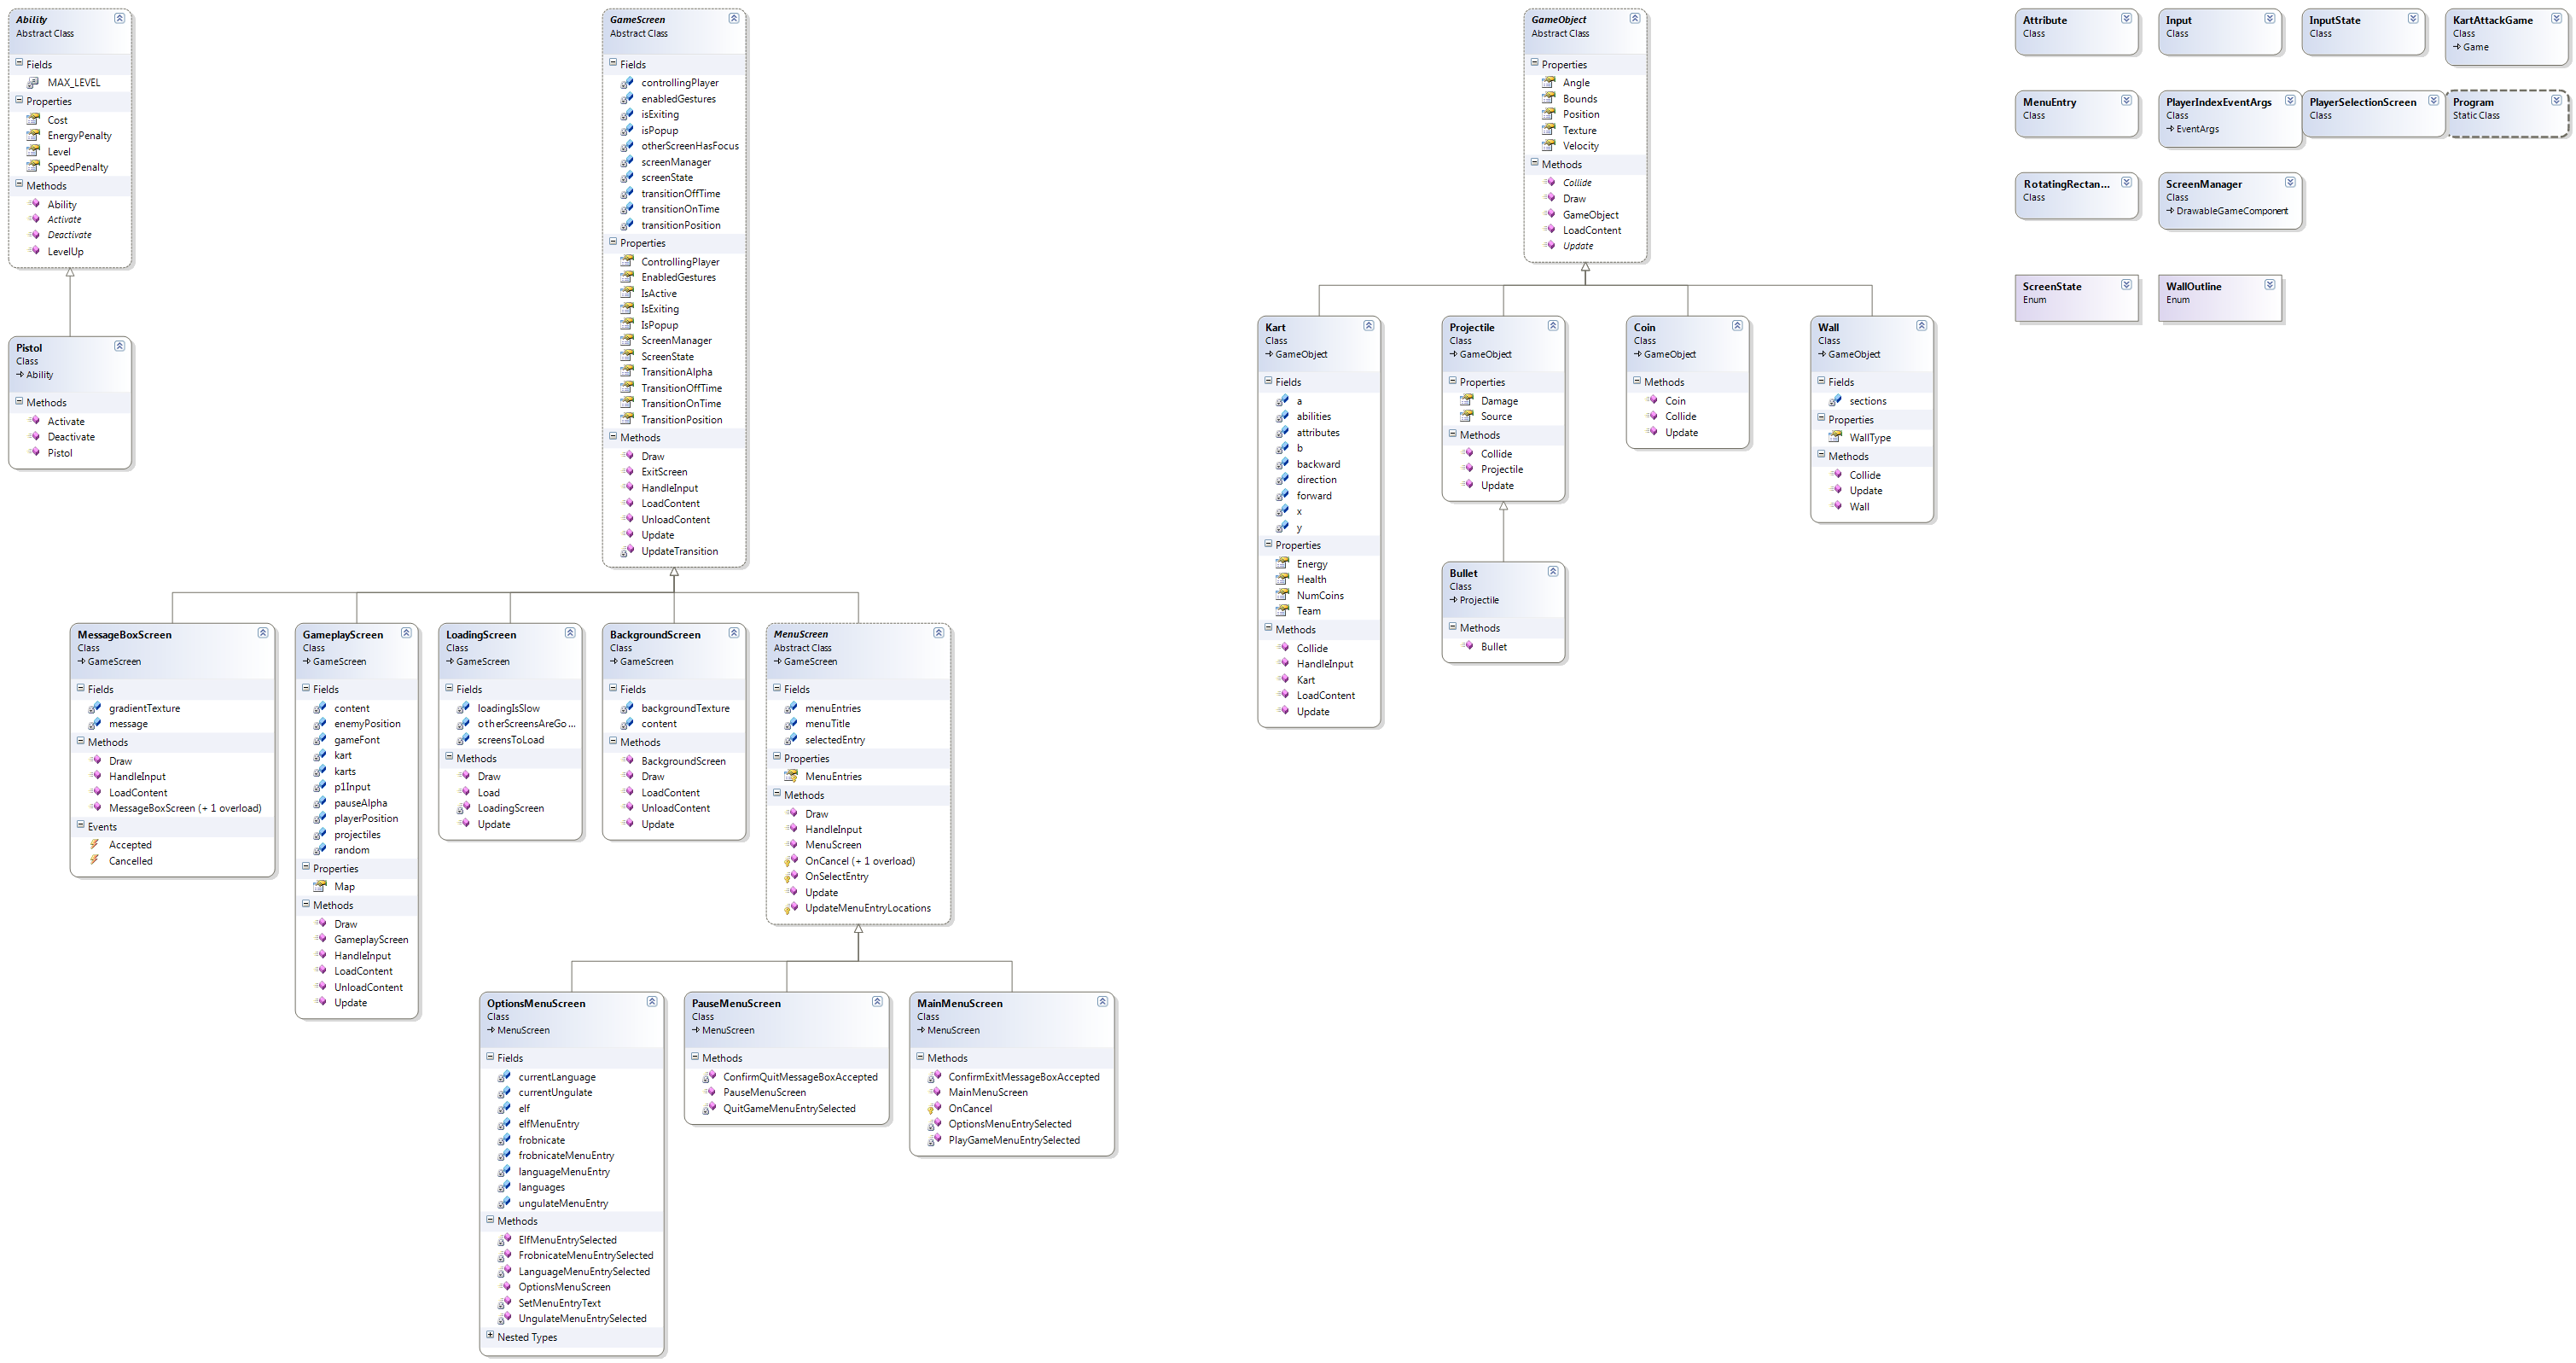 Ability
Abstract Class
Fields
MAX_LEVEL
Properties
Cost
EnergyPenalty
Level
SpeedPenalty
Methods
Ability
Activate
Deactivate
LevelUp
Pistol
Class
Ability
Methods
Activate
Deactivate
Pistol
GameScreen
Abstract Class
Fields
controllingPlayer
enabledGestures
isExiting
isPopup
otherScreenHasFocus
screenManager
screenState
transitionOffTime
transitionOnTime
transitionPosition
Properties
ControllingPlayer
EnabledGestures
IsActive
IsExiting
IsPopup
ScreenManager
ScreenState
TransitionAlpha
TransitionOffTime
TransitionOnTime
TransitionPosition
Methods
Draw
ExitScreen
HandleInput
LoadContent
UnloadContent
Update
UpdateTransition
MessageBoxScreen
Class
GameScreen
Fields
gradientTexture
message
Methods
Draw
HandleInput
LoadContent
MessageBoxScreen (+ 1 overload)
Events
Accepted
Cancelled
GameplayScreen
Class
GameScreen
Fields
content
enemyPosition
gameFont
kart
karts
p1Input
pauseAlpha
playerPosition
projectiles
random
Properties
Map
Methods
Draw
GameplayScreen
HandleInput
LoadContent
UnloadContent
Update
LoadingScreen
Class
GameScreen
Fields
loadingIsSlow
otherScreensAreGo...
screensToLoad
Methods
Draw
Load
LoadingScreen
Update
BackgroundScreen
Class
GameScreen
Fields
backgroundTexture
content
Methods
BackgroundScreen
Draw
LoadContent
UnloadContent
Update
MenuScreen
Abstract Class
GameScreen
Fields
menuEntries
menuTitle
selectedEntry
Properties
MenuEntries
Methods
Draw
HandleInput
MenuScreen
OnCancel (+ 1 overload)
OnSelectEntry
Update
UpdateMenuEntryLocations
OptionsMenuScreen
Class
MenuScreen
Fields
currentLanguage
currentUngulate
elf
elfMenuEntry
frobnicate
frobnicateMenuEntry
languageMenuEntry
languages
ungulateMenuEntry
Methods
ElfMenuEntrySelected
FrobnicateMenuEntrySelected
LanguageMenuEntrySelected
OptionsMenuScreen
SetMenuEntryText
UngulateMenuEntrySelected
Nested Types
PauseMenuScreen
Class
MenuScreen
Methods
ConfirmQuitMessageBoxAccepted
PauseMenuScreen
QuitGameMenuEntrySelected
MainMenuScreen
Class
MenuScreen
Methods
ConfirmExitMessageBoxAccepted
MainMenuScreen
OnCancel
OptionsMenuEntrySelected
PlayGameMenuEntrySelected
GameObject
Abstract Class
Properties
Angle
Bounds
Position
Texture
Velocity
Methods
Collide
Draw
GameObject
LoadContent
Update
Kart
Class
GameObject
Fields
a
abilities
attributes
b
backward
direction
forward
x
y
Properties
Energy
Health
NumCoins
Team
Methods
Collide
HandleInput
Kart
LoadContent
Update
Projectile
Class
GameObject
Properties
Damage
Source
Methods
Collide
Projectile
Update
Bullet
Class
Projectile
Methods
Bullet
Coin
Class
GameObject
Methods
Coin
Collide
Update
Wall
Class
GameObject
Fields
sections
Properties
WallType
Methods
Collide
Update
Wall
Attribute
Class
Input
Class
InputState
Class
KartAttackGame
Class
Game
MenuEntry
Class
PlayerIndexEventArgs
Class
EventArgs
PlayerSelectionScreen
Class
Program
Static Class
RotatingRectan...
Class
ScreenManager
Class
DrawableGameComponent
ScreenState
Enum
WallOutline
Enum